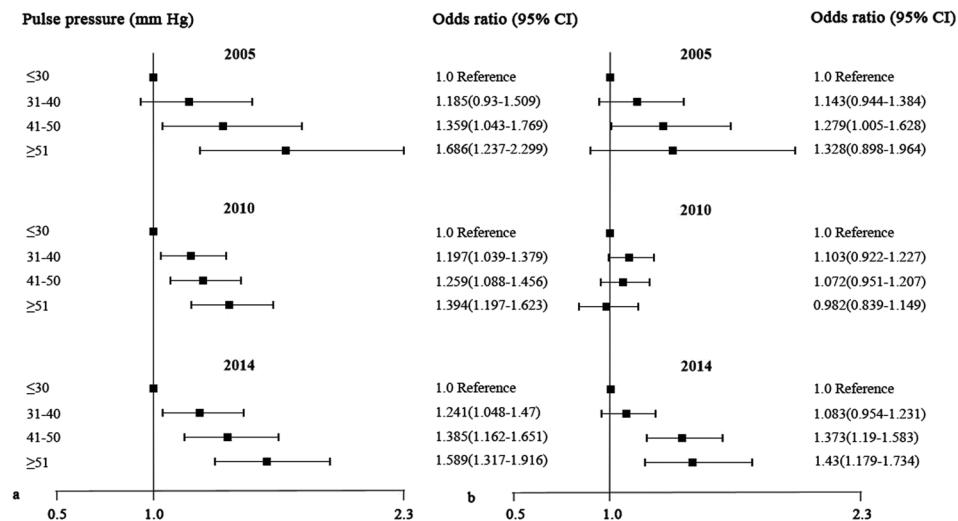 Pulse pressure (mm Hg) Odds ratio (95% CI) Odds ratio (95% CI)
2005 2005
≤30 1.0 Reference 1.0 Reference
31-40 1.185(0.93-1.509) 1.143(0.944-1.384)
41-50 1.359(1.043-1.769) 1.279(1.005-1.628)
≥51 1.686(1.237-2.299) 1.328(0.898-1.964)
2010 2010
≤30 1.0 Reference 1.0 Reference
31-40 1.197(1.039-1.379) 1.103(0.922-1.227)
41-50 1.259(1.088-1.456) 1.072(0.951-1.207)
≥51 1.394(1.197-1.623) 0.982(0.839-1.149)
2014 2014
≤30 1.0 Reference 1.0 Reference
31-40 1.241(1.048-1.47) 1.083(0.954-1.231)
41-50 1.385(1.162-1.651) 1.373(1.19-1.583)
≥51 1.589(1.317-1.916) 1.43(1.179-1.734)
a b
0.5 1.0 2.3 0.5 1.0 2.3